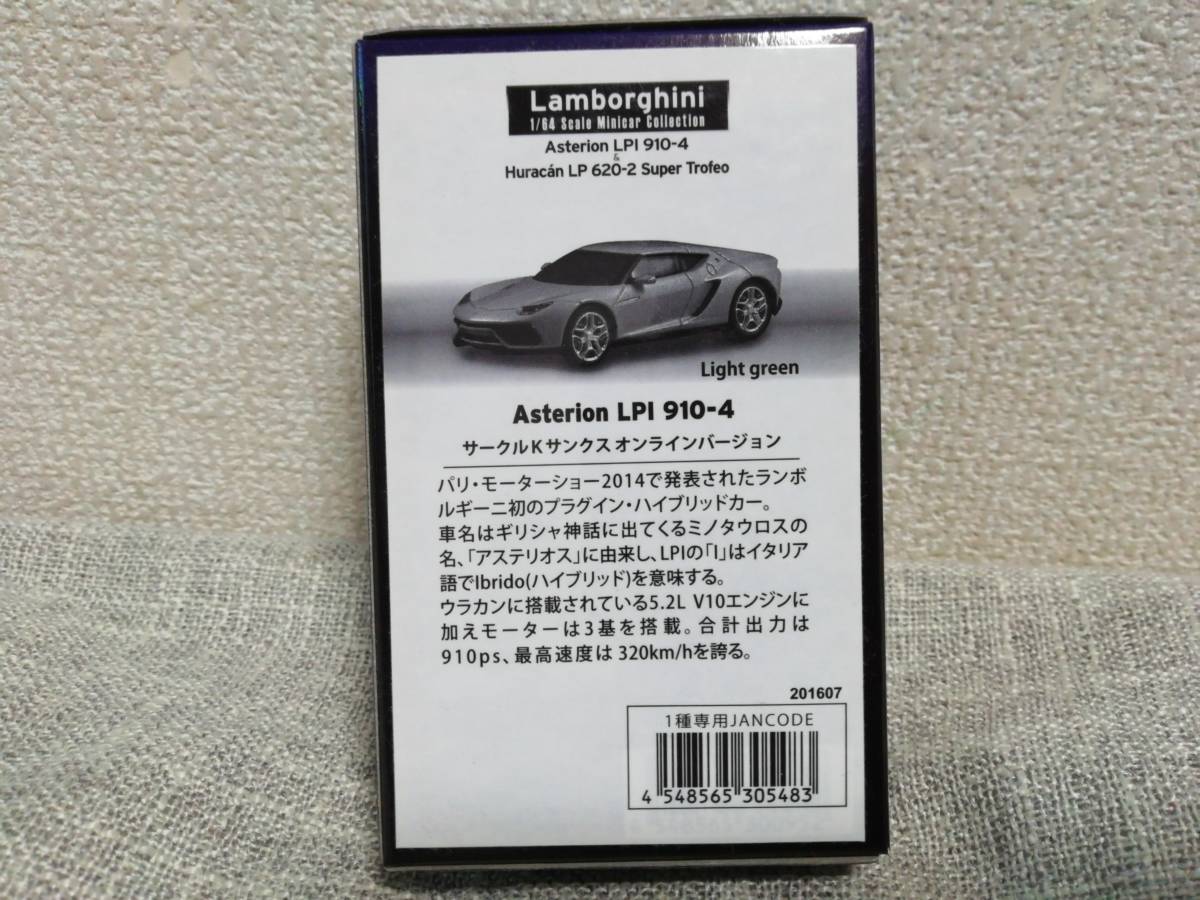 Lamborghini
1/64 Scale Minicar Collection
Asterion LPI 910-4
&
Huracán LP 620-2 Super Trofeo
Light green
Asterion LPI 910-4
サークルKサンクス オンラインバージョン
パリ・モーターショー2014で発表されたランボ
ルギーニ初のプラグイン・ハイブリッドカー。
車名はギリシャ神話に出てくるミノタウロスの
名、「アステリオス」に由来し、LPIの「I」はイタリア
語でIbrido(ハイブリッド)を意味する。
ウラカンに搭載されている5.2L V10エンジンに
加えモーターは3基を搭載。合計出力は
910ps、最高速度は 320km/hを誇る。
201607
1種専用JANCODE
4 548565 305483